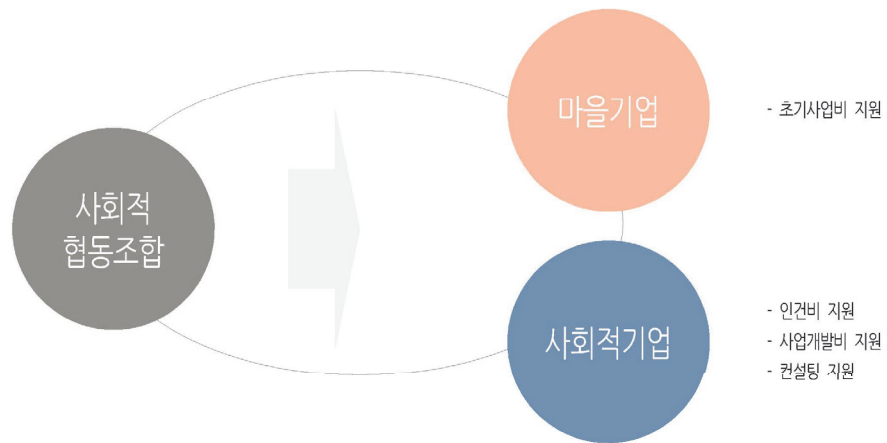 마을기업
- 초기사업비 지원
사회적
협동조합
사회적기업
- 인건비 지원
- 사업개발비 지원
- 컨설팅 지원